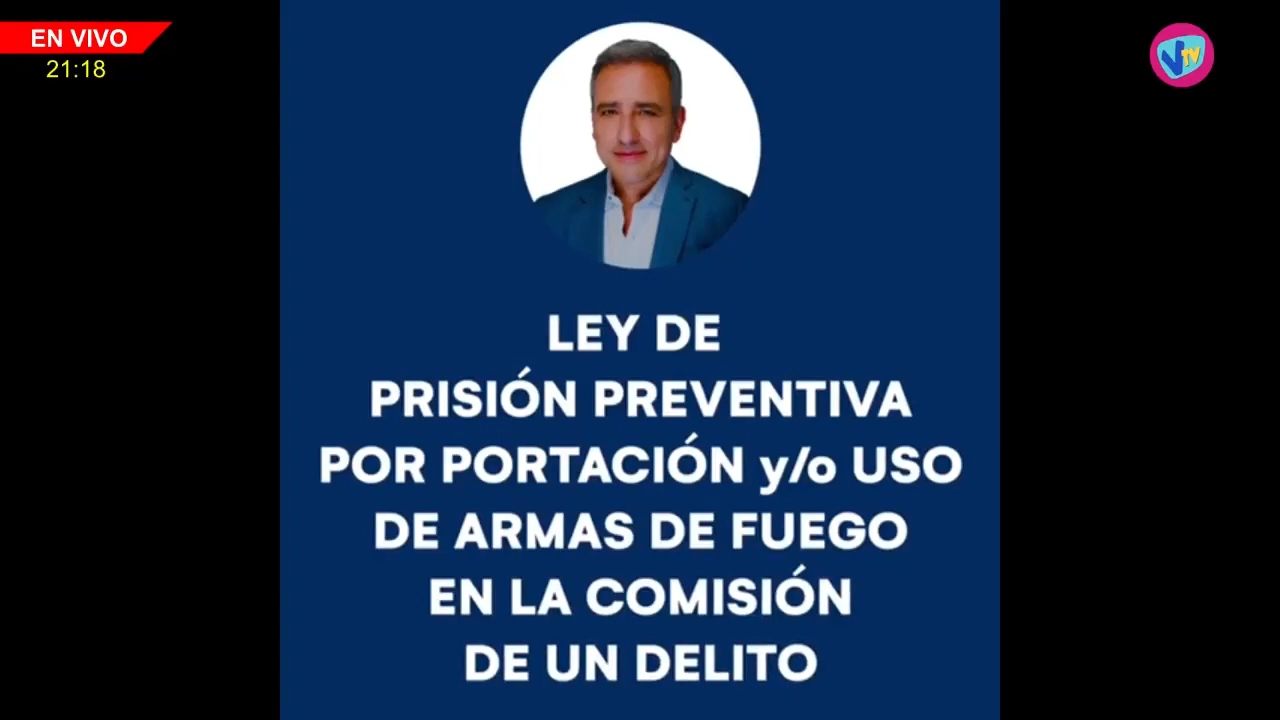 EN VIVO
21:18
VTV
LEY DE
PRISIÓN PREVENTIVA
POR PORTACIÓN y/o USO
DE ARMAS DE FUEGO
EN LA COMISIÓN
DE UN DELITO